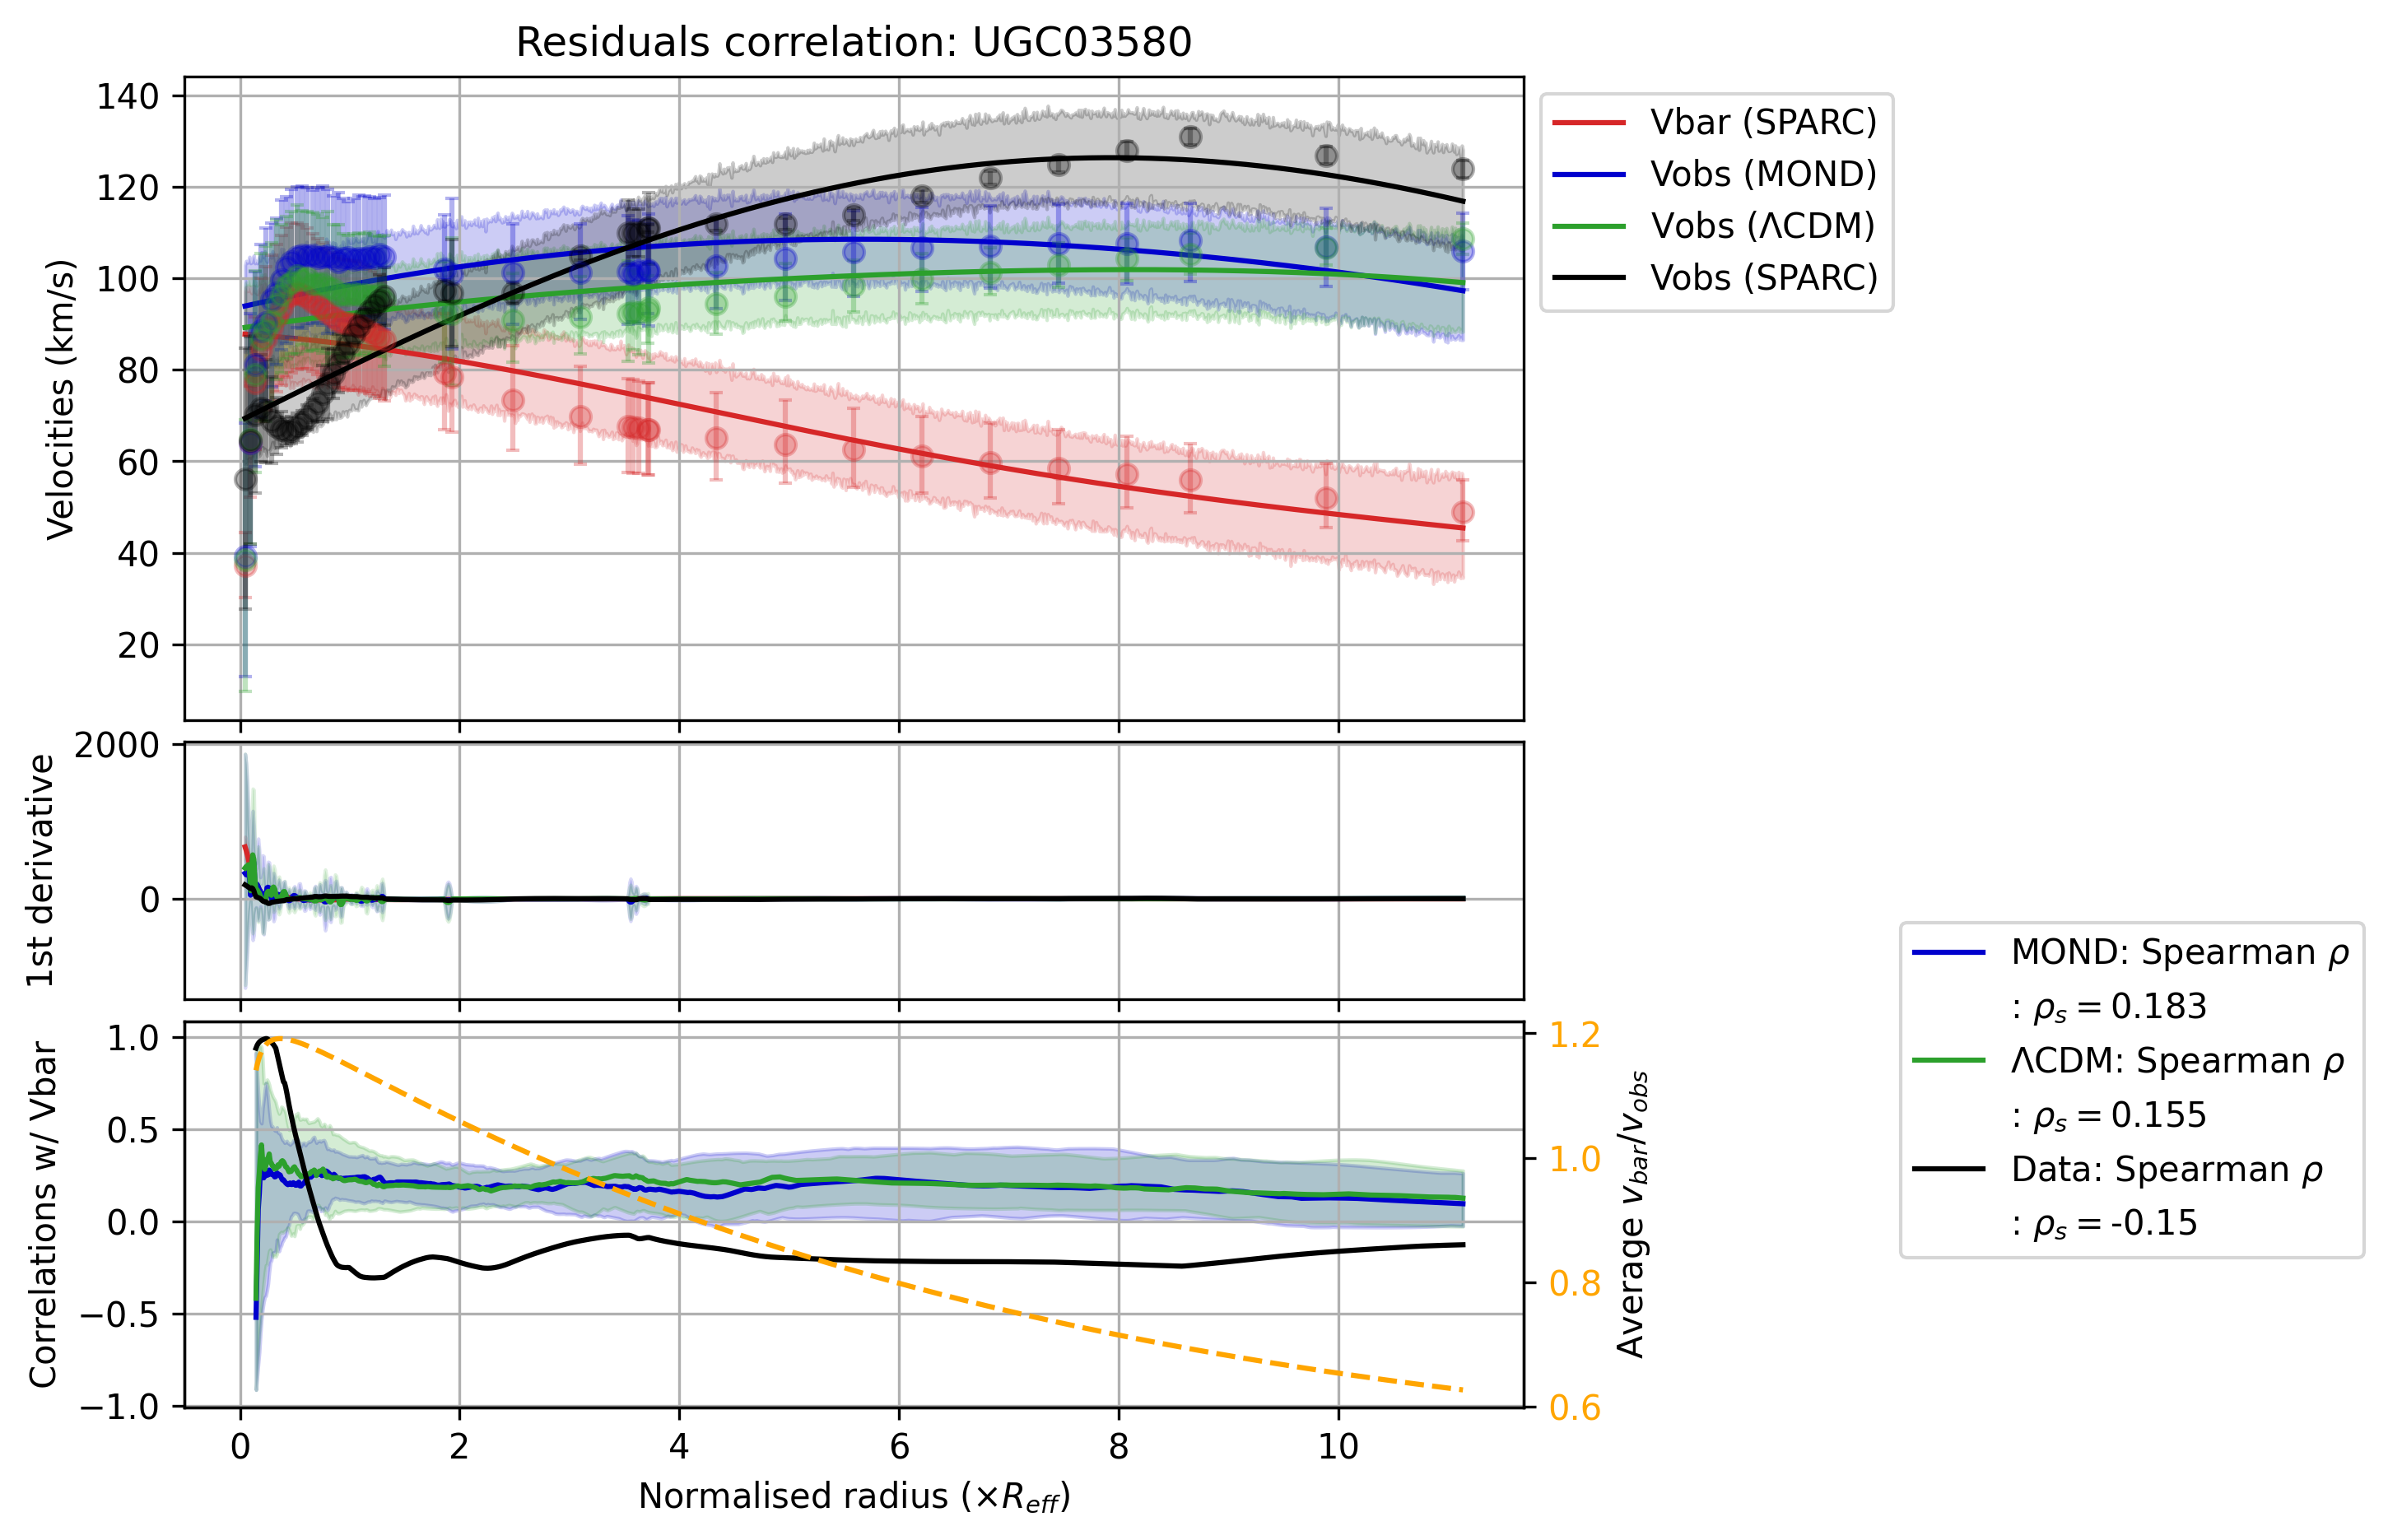 Residuals correlation: UGC03580
140
120
100
80
60
40
20
Velocities (km/s)
Vbar (SPARC)
Vobs (MOND)
Vobs (ΛCDM)
Vobs (SPARC)
2000
0
1st derivative
1.0
0.5
0.0
−0.5
−1.0
Correlations w/ Vbar
1.2
1.0
0.8
0.6
Average v_bar/v_obs
MOND: Spearman ρ
: ρ_s = 0.183
ΛCDM: Spearman ρ
: ρ_s = 0.155
Data: Spearman ρ
: ρ_s = -0.15
0 2 4 6 8 10
Normalised radius (×R_eff)